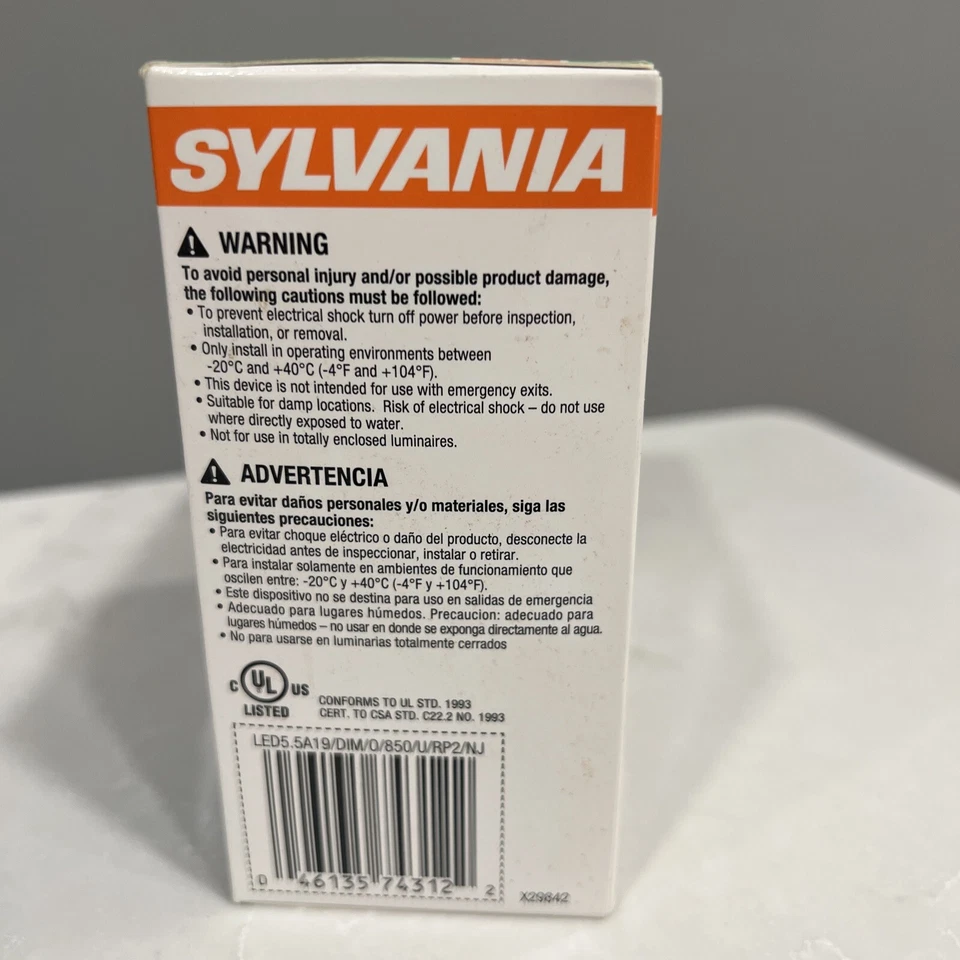 SYLVANIA
WARNING
To avoid personal injury and/or possible product damage,
the following cautions must be followed:
• To prevent electrical shock turn off power before inspection,
installation, or removal.
• Only install in operating environments between
-20°C and +40°C (-4°F and +104°F).
• This device is not intended for use with emergency exits.
• Suitable for damp locations. Risk of electrical shock – do not use
where directly exposed to water.
• Not for use in totally enclosed luminaires.
ADVERTENCIA
Para evitar daños personales y/o materiales, siga las
siguientes precauciones:
• Para evitar choque eléctrico o daño del producto, desconecte la
electricidad antes de inspeccionar, instalar o retirar.
• Para instalar solamente en ambientes de funcionamiento que
oscilen entre: -20°C y +40°C (-4°F y +104°F).
• Este dispositivo no se destina para uso en salidas de emergencia
• Adecuado para lugares húmedos. Precaucion: adecuado para
lugares húmedos – no usar en donde se exponga directamente al agua.
• No para usarse en luminarias totalmente cerrados
C UL US
LISTED
CONFORMS TO UL STD. 1993
CERT. TO CSA STD. C22.2 NO. 1993
LED5.5A19/DIM/O/850/U/RP2/NJ
0 46135 74312 2
X29842